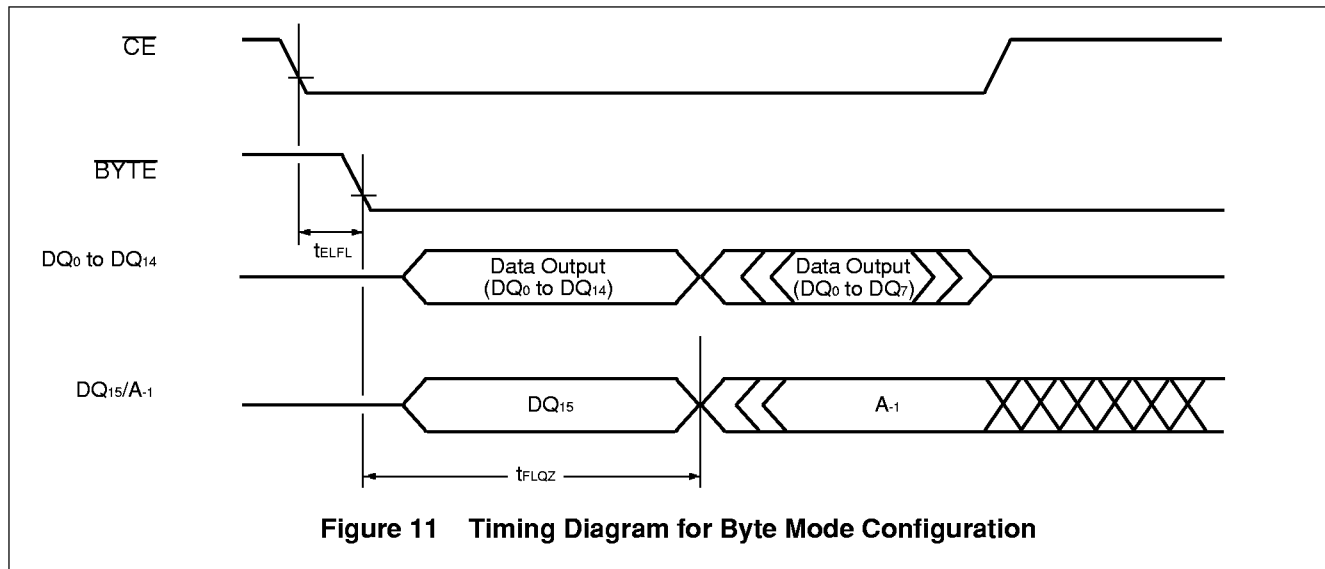 CE
BYTE
tELFL
DQ0 to DQ14
Data Output
(DQ0 to DQ14)
Data Output
(DQ0 to DQ7)
DQ15/A-1
DQ15
A-1
tFLQZ
Figure 11 Timing Diagram for Byte Mode Configuration